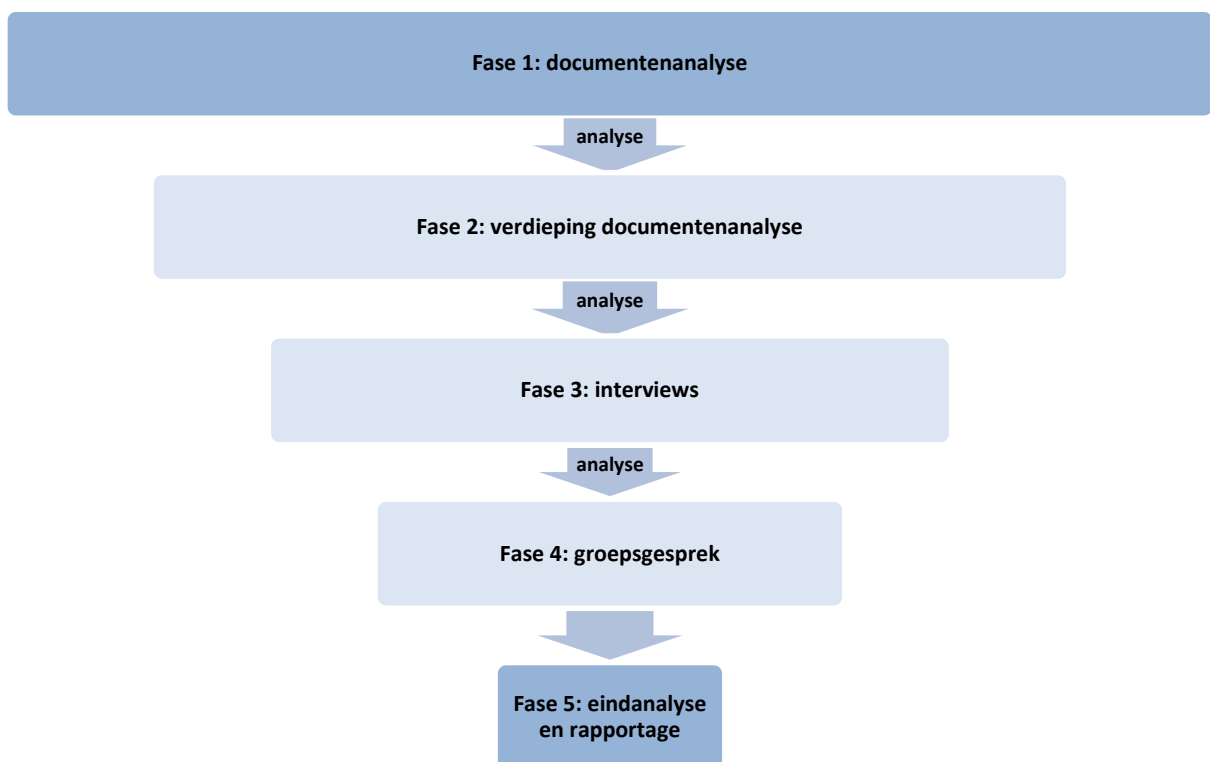 Fase 1: documentenanalyse
analyse
Fase 2: verdieping documentenanalyse
analyse
Fase 3: interviews
analyse
Fase 4: groepsgesprek
Fase 5: eindanalyse
en rapportage